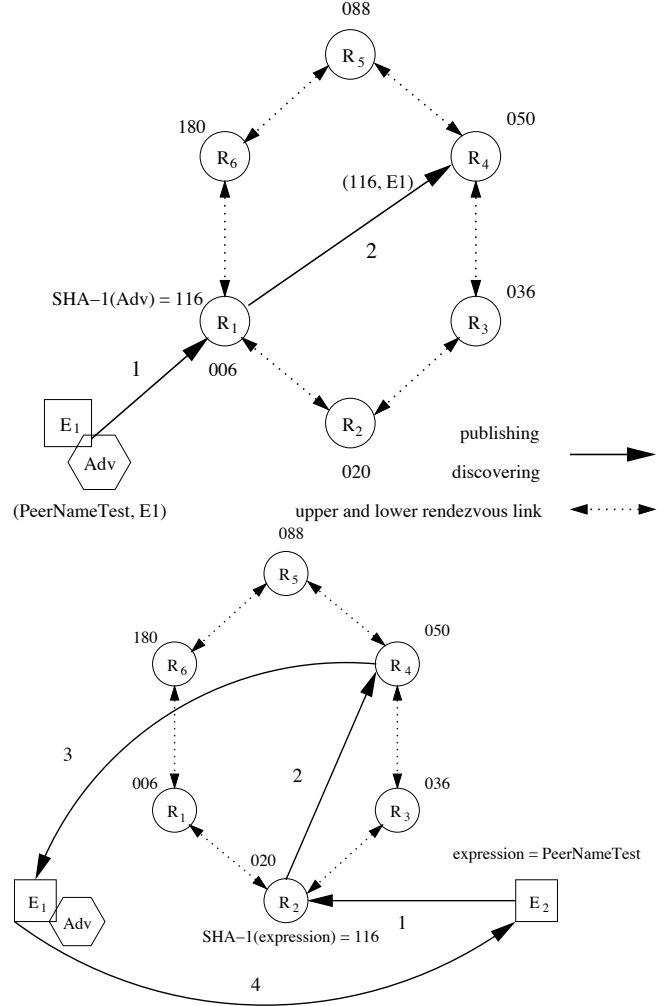 088
R5
180
050
R6
R4
(116, E1)
2
SHA–1(Adv) = 116
036
R1
R3
1
006
E1
R2
publishing
Adv
020
discovering
(PeerNameTest, E1)
upper and lower rendezvous link
088
R5
180
050
R6
R4
3
2
006
036
R1
R3
020
expression = PeerNameTest
E1
R2
E2
Adv
1
SHA–1(expression) = 116
4